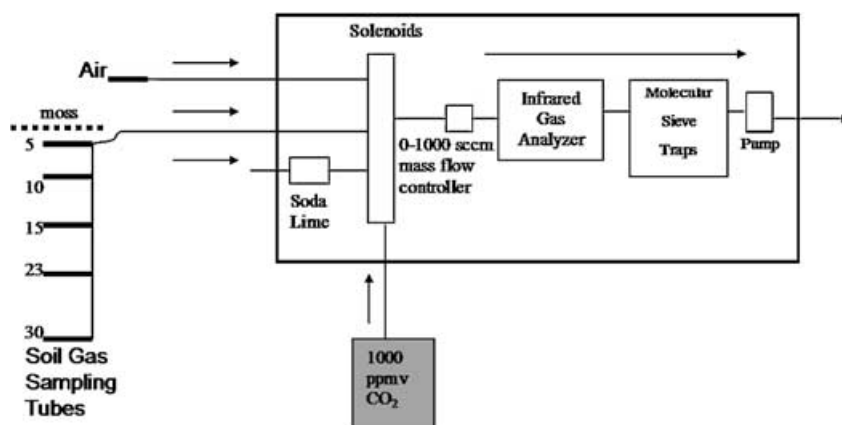 Solenoids
Air
moss
5
10
15
23
30
Soil Gas
Sampling
Tubes
Soda
Lime
0-1000 sccm
mass flow
controller
Infrared
Gas
Analyzer
Molecular
Sieve
Traps
Pump
1000
ppmv
CO₂